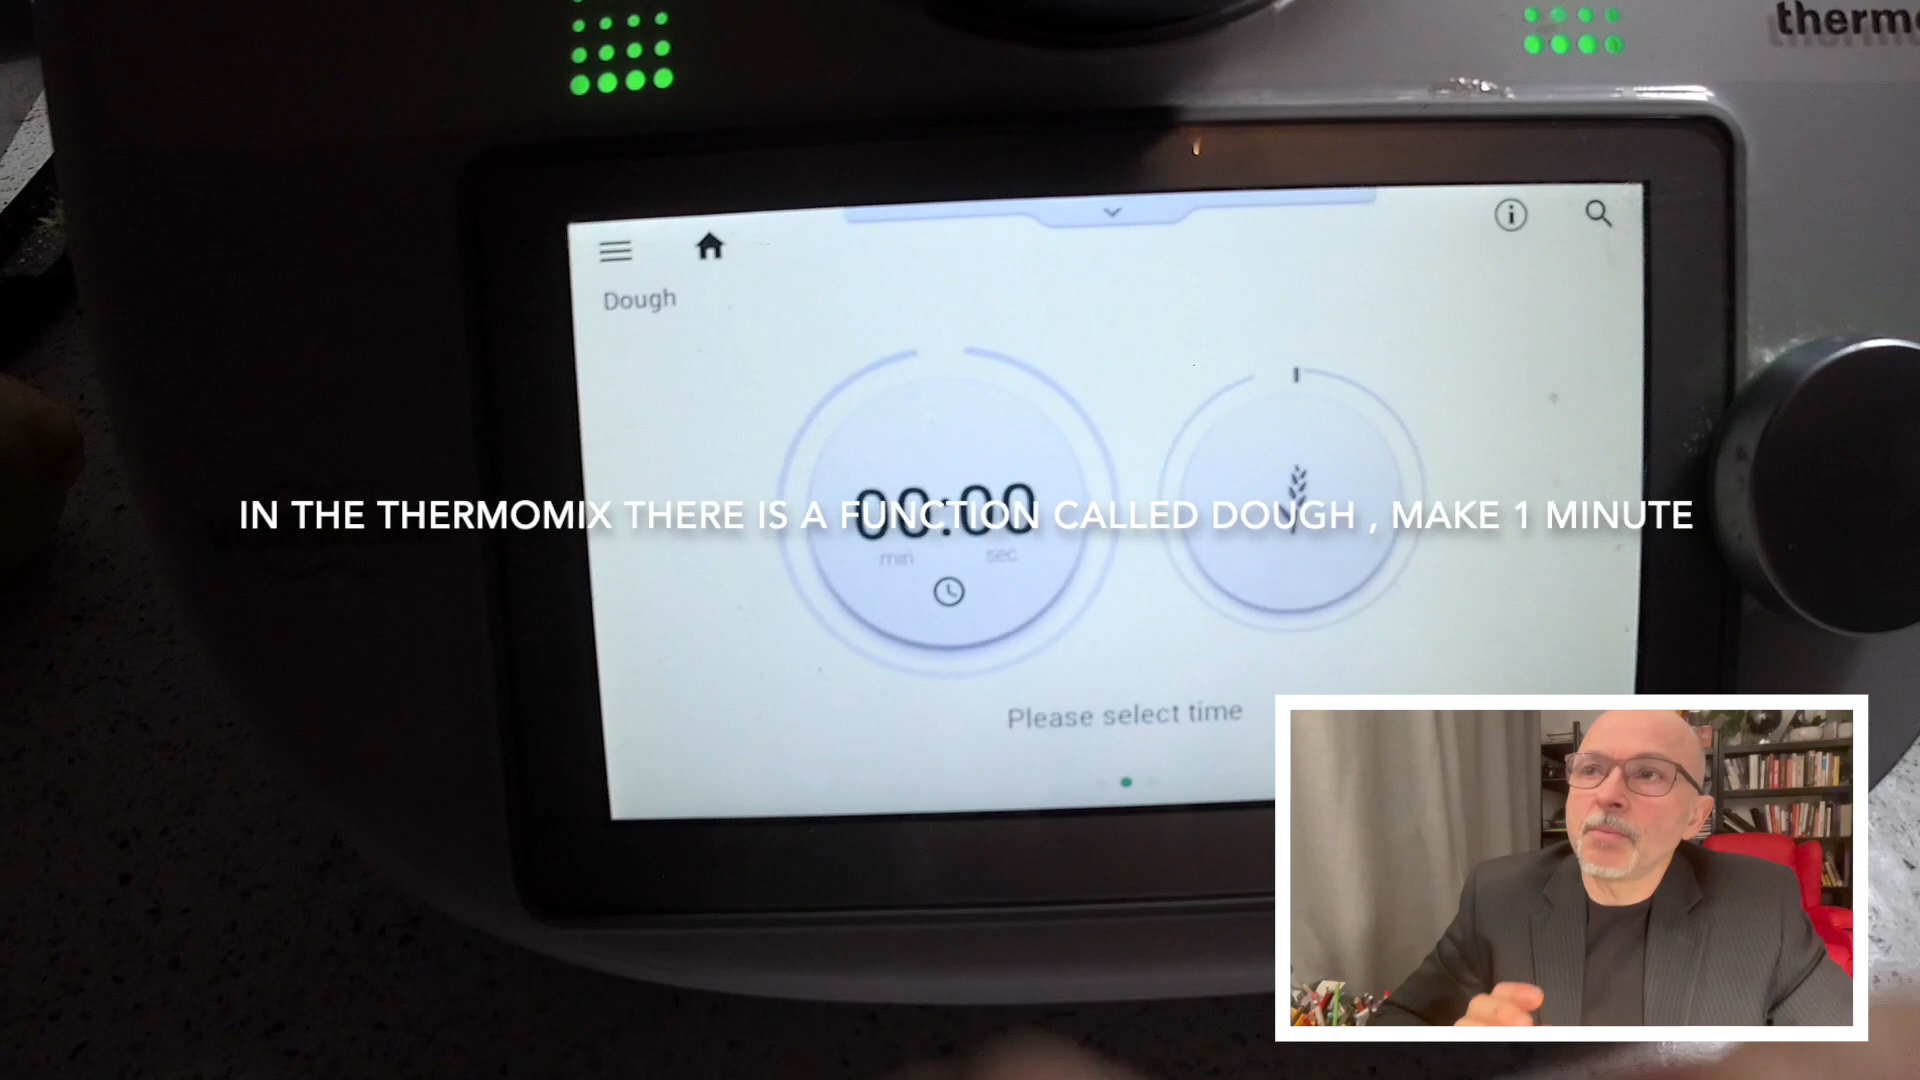 thermo
Dough
00:00
min sec
IN THE THERMOMIX THERE IS A FUNCTION CALLED DOUGH , MAKE 1 MINUTE
Please select time